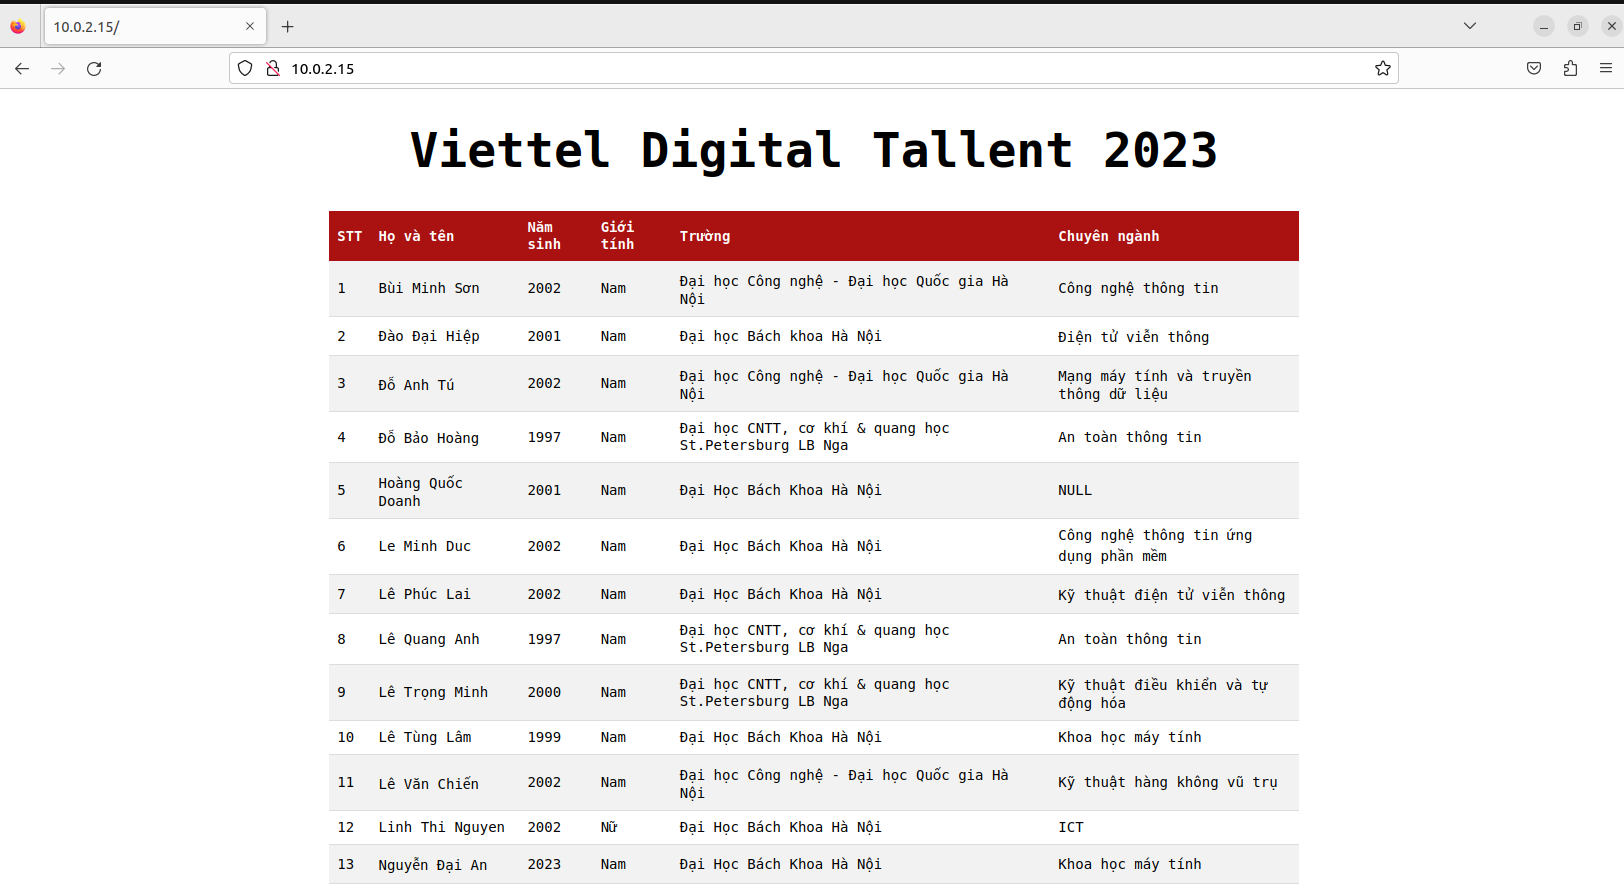 10.0.2.15/
10.0.2.15
Viettel Digital Tallent 2023
STT Họ và tên Năm sinh Giới tính Trường Chuyên ngành
1 Bùi Minh Sơn 2002 Nam Đại học Công nghệ - Đại học Quốc gia Hà Nội Công nghệ thông tin
2 Đào Đại Hiệp 2001 Nam Đại học Bách khoa Hà Nội Điện tử viễn thông
3 Đỗ Anh Tú 2002 Nam Đại học Công nghệ - Đại học Quốc gia Hà Nội Mạng máy tính và truyền thông dữ liệu
4 Đỗ Bảo Hoàng 1997 Nam Đại học CNTT, cơ khí & quang học St.Petersburg LB Nga An toàn thông tin
5 Hoàng Quốc Doanh 2001 Nam Đại Học Bách Khoa Hà Nội NULL
6 Le Minh Duc 2002 Nam Đại Học Bách Khoa Hà Nội Công nghệ thông tin ứng dụng phần mềm
7 Lê Phúc Lai 2002 Nam Đại Học Bách Khoa Hà Nội Kỹ thuật điện tử viễn thông
8 Lê Quang Anh 1997 Nam Đại học CNTT, cơ khí & quang học St.Petersburg LB Nga An toàn thông tin
9 Lê Trọng Minh 2000 Nam Đại học CNTT, cơ khí & quang học St.Petersburg LB Nga Kỹ thuật điều khiển và tự động hóa
10 Lê Tùng Lâm 1999 Nam Đại Học Bách Khoa Hà Nội Khoa học máy tính
11 Lê Văn Chiến 2002 Nam Đại học Công nghệ - Đại học Quốc gia Hà Nội Kỹ thuật hàng không vũ trụ
12 Linh Thi Nguyen 2002 Nữ Đại Học Bách Khoa Hà Nội ICT
13 Nguyễn Đại An 2023 Nam Đại Học Bách Khoa Hà Nội Khoa học máy tính